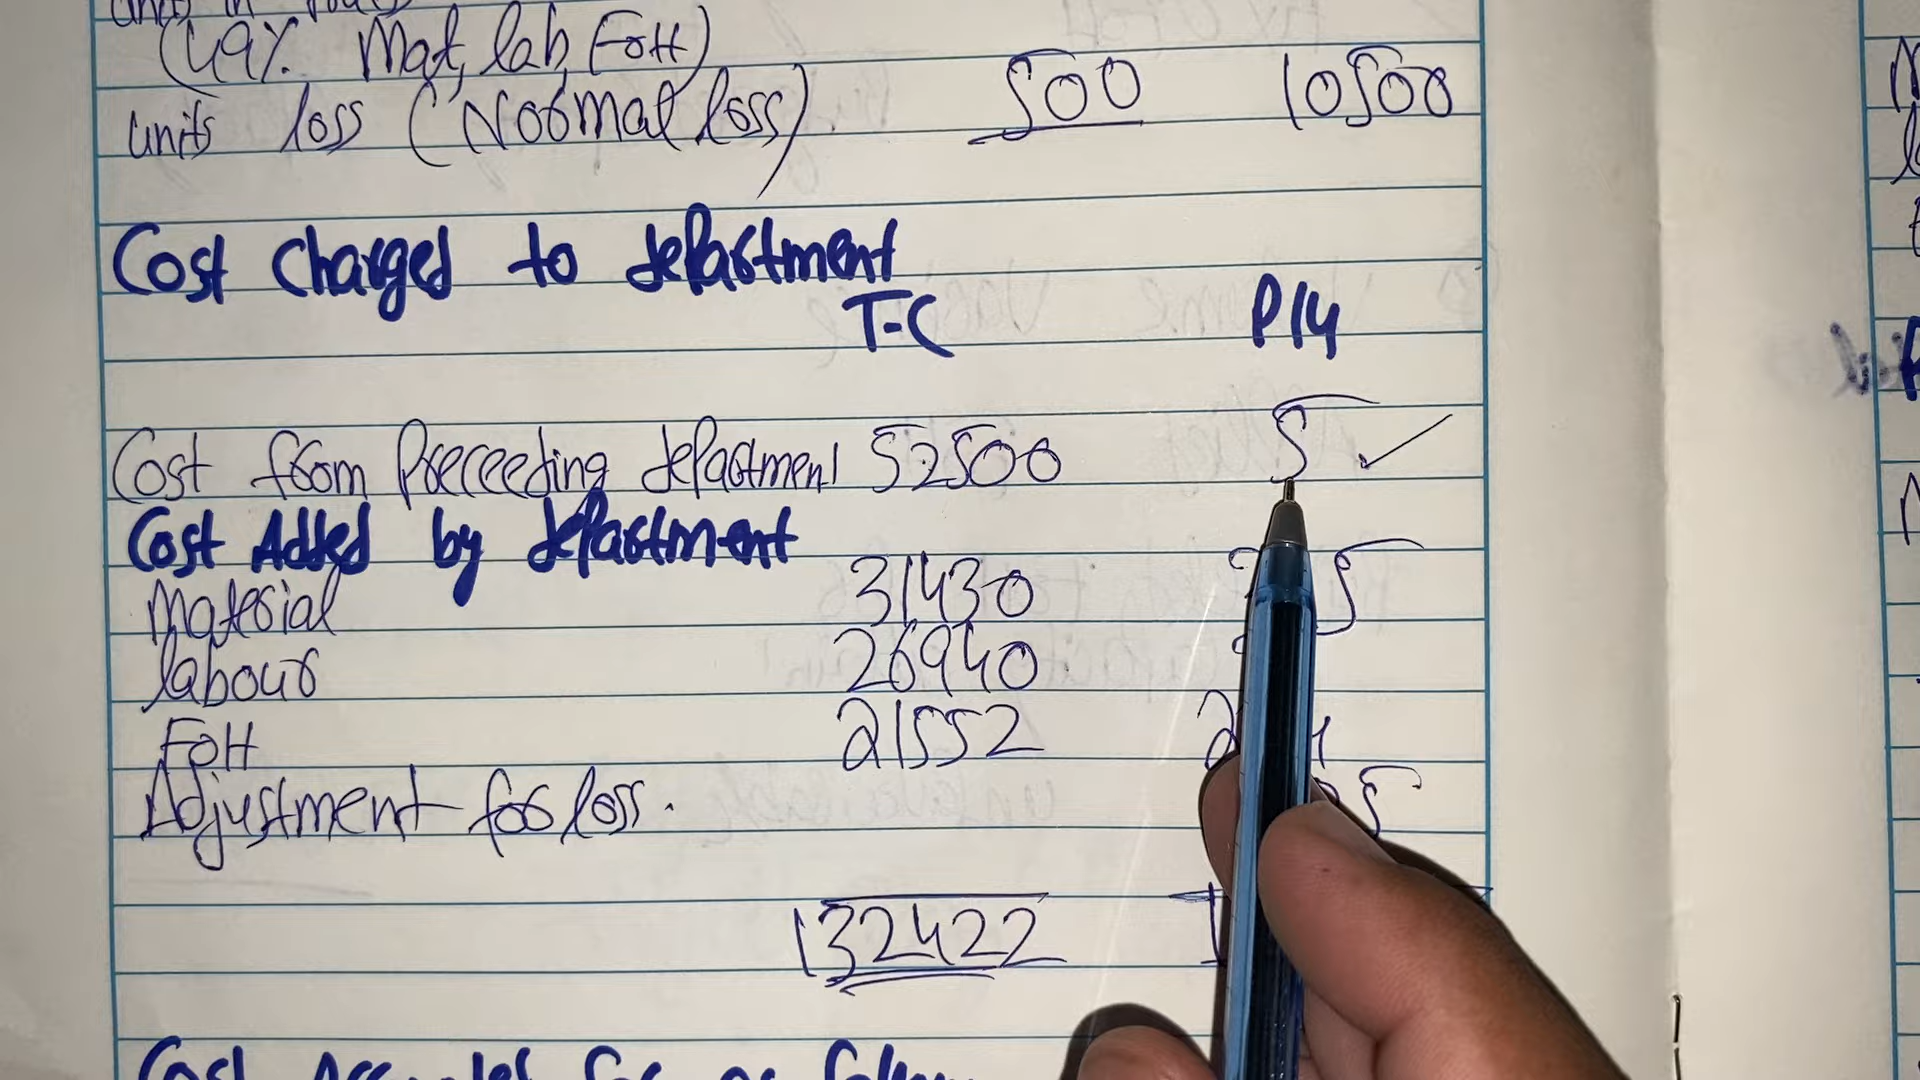 (49% Mat, lab, FoH)
units loss (Normal loss) 500 10500
Cost charged to department
T-C P/u
Cost from Preceeding department 52500 5 ✓
Cost Added by department
Material 31430
labour 26940
FOH 21552
Adjustment for loss.
132422
Cost